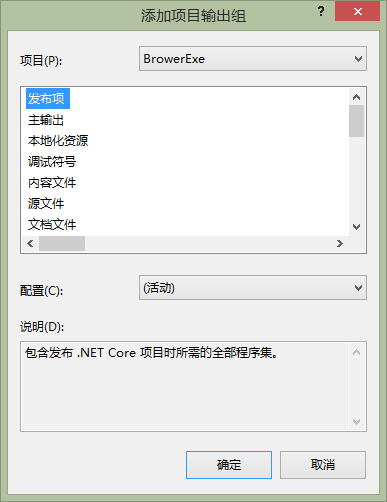 添加项目输出组
?
项目(P):
BrowerExe
发布项
主输出
本地化资源
调试符号
内容文件
源文件
文档文件
配置(C):
(活动)
说明(D):
包含发布 .NET Core 项目时所需的全部程序集。
确定
取消